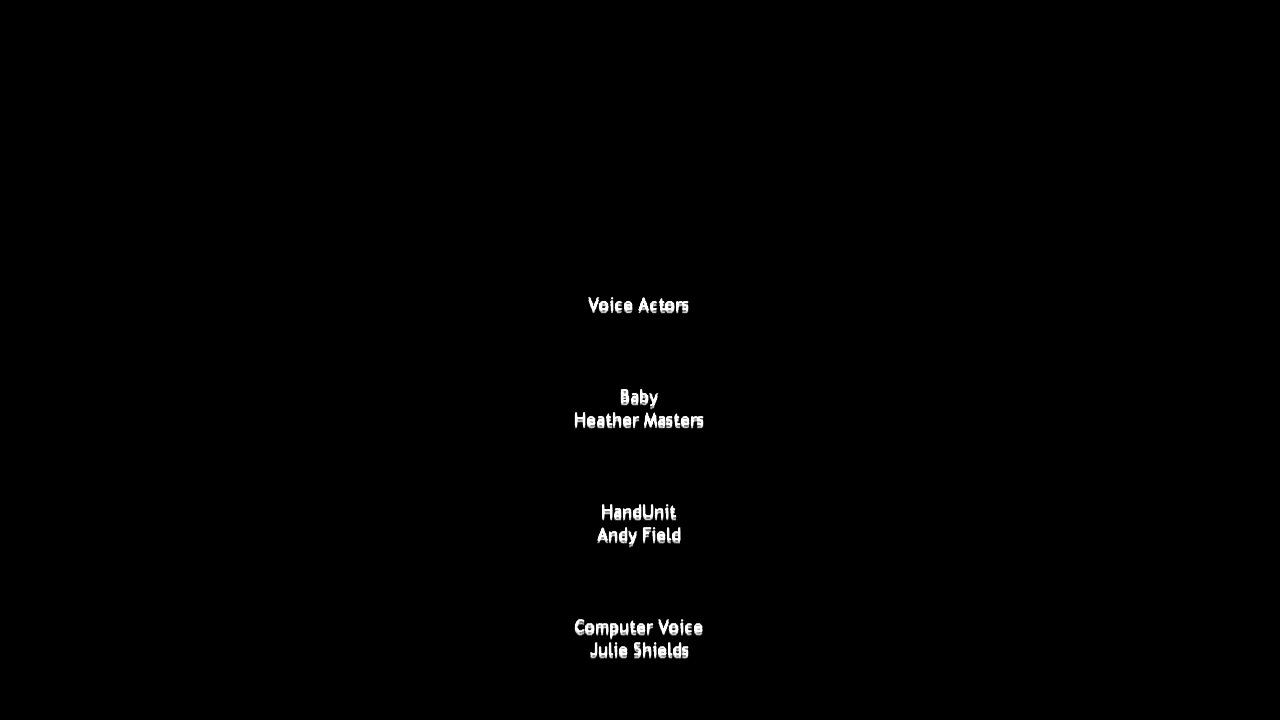 Voice Actors
Baby
Heather Masters
HandUnit
Andy Field
Computer Voice
Julie Shields